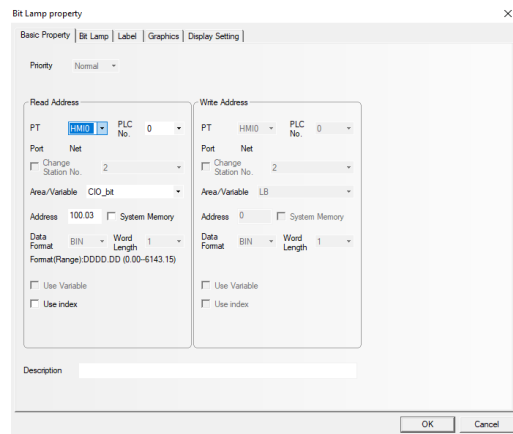 Bit Lamp property
Basic Property Bit Lamp Label Graphics Display Setting
Priority Normal
Read Address
PT HMI0 PLC No. 0
Port Net
Change Station No. 2
Area/Variable CIO_bit
Address 100.03 System Memory
Data Format BIN Word Length 1
Format(Range):DDDD.DD (0.00–6143.15)
Use Variable
Use index
Write Address
PT HMI0 PLC No. 0
Port Net
Change Station No. 2
Area/Variable LB
Address 0 System Memory
Data Format BIN Word Length 1
Use Variable
Use index
Description
OK Cancel